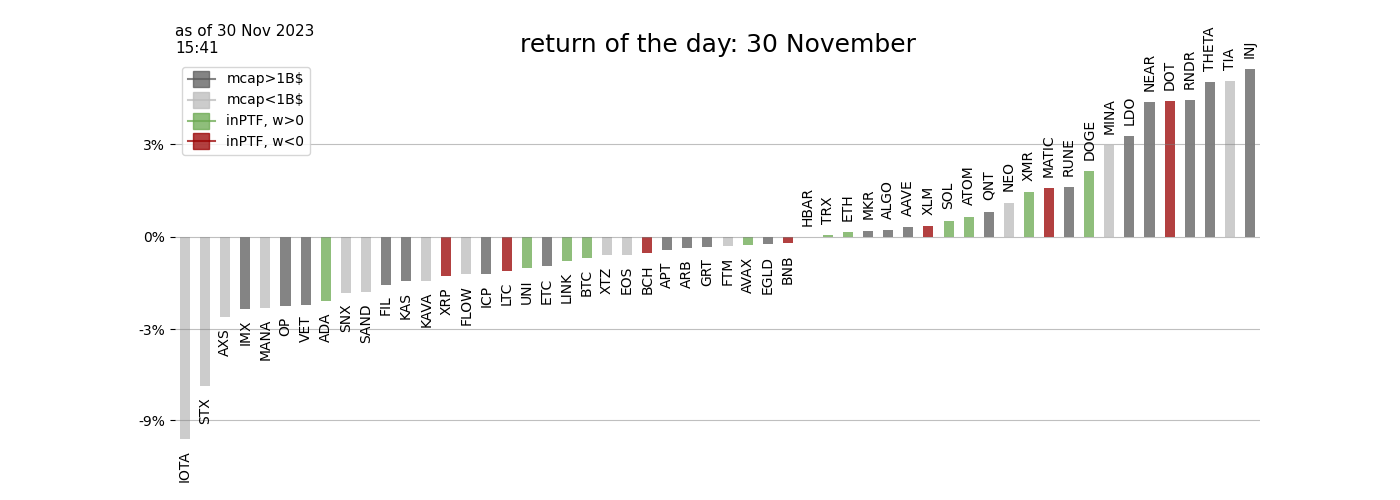 as of 30 Nov 2023
15:41
return of the day: 30 November
mcap>1B$
mcap<1B$
inPTF, w>0
inPTF, w<0
3%
0%
-3%
-9%
IOTA
STX
AXS
IMX
MANA
OP
VET
ADA
SNX
SAND
FIL
KAS
KAVA
XRP
FLOW
ICP
LTC
UNI
ETC
LINK
BTC
XTZ
EOS
BCH
APT
ARB
GRT
FTM
AVAX
EGLD
BNB
HBAR
TRX
ETH
MKR
ALGO
AAVE
XLM
SOL
ATOM
QNT
NEO
XMR
MATIC
RUNE
DOGE
MINA
LDO
NEAR
DOT
RNDR
THETA
TIA
INJ